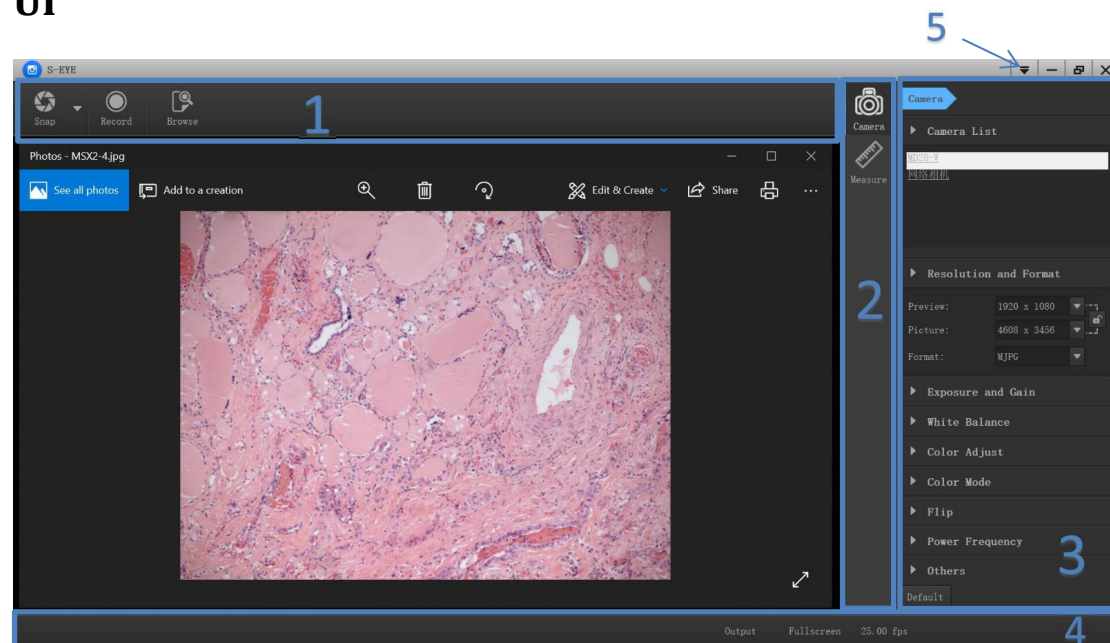 UI
5
S-EYE
Snap
Record
Browse
1
Camera
Measure
2
Photos - MSX2-4.jpg
See all photos
Add to a creation
Edit & Create
Share
Camera
Camera List
MD28-W
网络相机
Resolution and Format
Preview: 1920 x 1080
Picture: 4608 x 3456
Format: MJPG
Exposure and Gain
White Balance
Color Adjust
Color Mode
Flip
Power Frequency
Others
3
Default
Output Fullscreen 25.00 fps
4